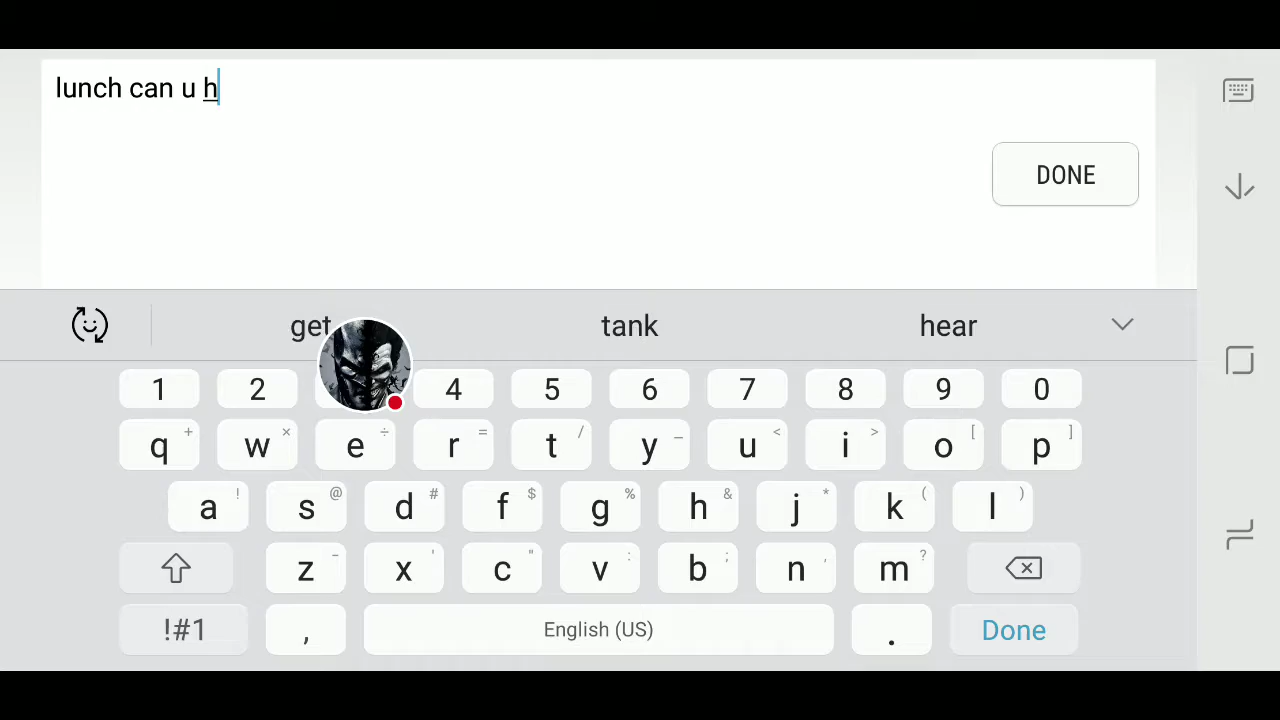 lunch can u h
DONE
get tank hear
1 2 4 5 6 7 8 9 0
q + w × e ÷ r = t / y _ u < i > o [ p ]
a ! s @ d # f $ g % h & j * k ( l )
z - x ' c " v : b ; n , m ?
!#1 , English (US) . Done